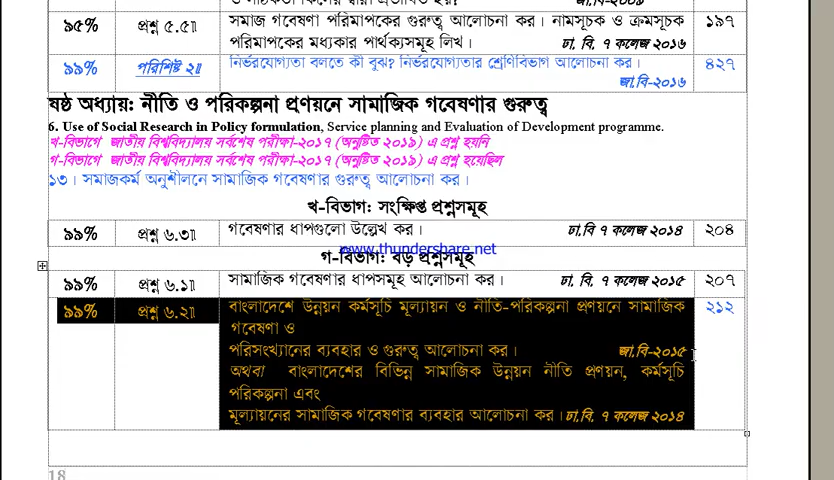 ৯৫% প্রশ্ন ৫.৫॥ সমাজ গবেষণা পরিমাপকের গুরুত্ব আলোচনা কর। নামসূচক ও ক্রমসূচক ১৯৭
পরিমাপকের মধ্যকার পার্থক্যসমূহ লিখ। ঢা, বি, ৭ কলেজ ২০১৬
৯৯% পরিশিষ্ট ২॥ নির্ভরযোগ্যতা বলতে কী বুঝ? নির্ভরযোগ্যতার শ্রেণিবিভাগ আলোচনা কর। ৪২৭
জা,বি-২০১৬
ষষ্ঠ অধ্যায়: নীতি ও পরিকল্পনা প্রণয়নে সামাজিক গবেষণার গুরুত্ব
6. Use of Social Research in Policy formulation, Service planning and Evaluation of Development programme.
খ-বিভাগে জাতীয় বিশ্ববিদ্যালয় সর্বশেষ পরীক্ষা-২০১৭ (অনুষ্টিত ২০১৯) এ প্রশ্ন হয়নি
গ-বিভাগে জাতীয় বিশ্ববিদ্যালয় সর্বশেষ পরীক্ষা-২০১৭ (অনুষ্টিত ২০১৯) এ প্রশ্ন হয়েছিল
১৩। সমাজকর্ম অনুশীলনে সামাজিক গবেষণার গুরুত্ব আলোচনা কর।
খ-বিভাগ: সংক্ষিপ্ত প্রশ্নসমূহ
৯৯% প্রশ্ন ৬.৩॥ গবেষণার ধাপগুলো উল্লেখ কর। ঢা, বি, ৭ কলেজ ২০১৪ ২০৪
www.thundershare.net
গ-বিভাগ: বড় প্রশ্নসমূহ
৯৯% প্রশ্ন ৬.১॥ সামাজিক গবেষণার ধাপসমূহ আলোচনা কর। ঢা, বি, ৭ কলেজ ২০১৫ ২০৭
৯৯% প্রশ্ন ৬.২॥ বাংলাদেশে উন্নয়ন কর্মসূচি মূল্যায়ন ও নীতি-পরিকল্পনা প্রণয়নে সামাজিক ২১২
গবেষণা ও
পরিসংখ্যানের ব্যবহার ও গুরুত্ব আলোচনা কর। জা,বি-২০১৫
অথবা বাংলাদেশের বিভিন্ন সামাজিক উন্নয়ন নীতি প্রণয়ন, কর্মসূচি
পরিকল্পনা এবং
মূল্যায়নের সামাজিক গবেষণার ব্যবহার আলোচনা কর। ঢা, বি, ৭ কলেজ ২০১৪
18